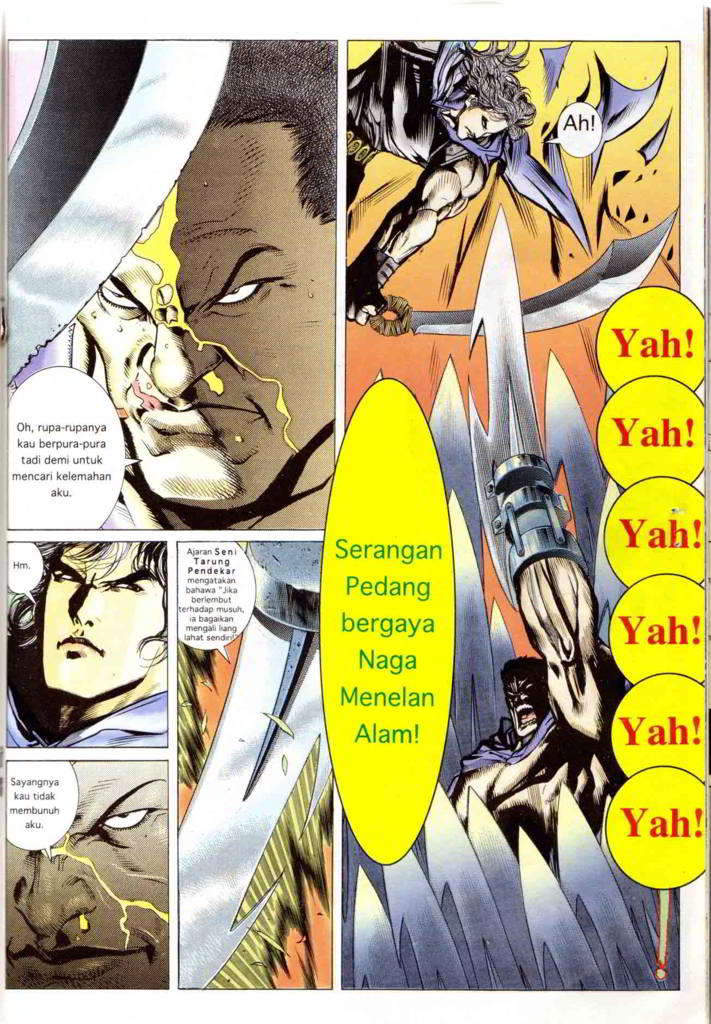 Oh, rupa-rupanya
kau berpura-pura
tadi demi untuk
mencari kelemahan
aku.
Hm.
Ajaran Seni
Tarung
Pendekar
mengatakan
bahawa "Jika
berlembut
terhadap musuh,
ia bagaikan
mengali liang
lahat sendiri!"
Sayangnya
kau tidak
membunuh
aku.
Ah!
Serangan
Pedang
bergaya
Naga
Menelan
Alam!
Yah!
Yah!
Yah!
Yah!
Yah!
Yah!